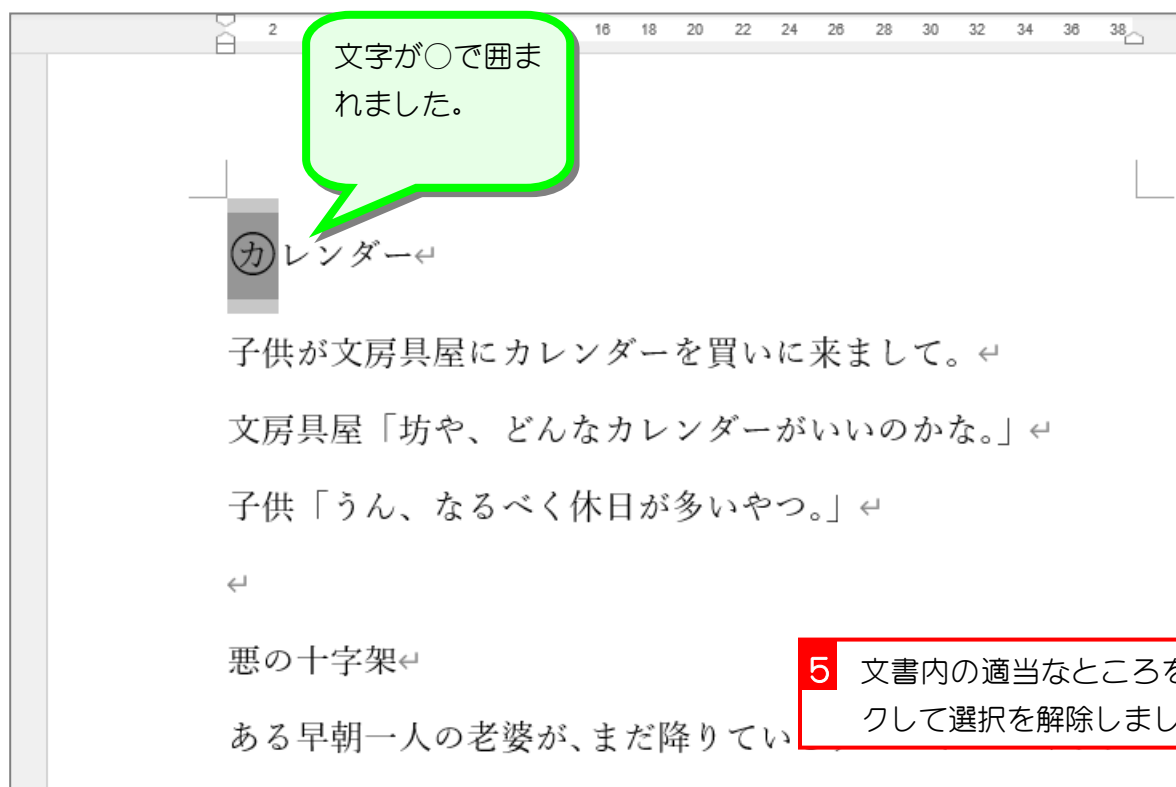 2 16 18 20 22 24 26 28 30 32 34 36 38
文字が○で囲ま
れました。
㋕レンダー↵
子供が文房具屋にカレンダーを買いに来まして。↵
文房具屋「坊や、どんなカレンダーがいいのかな。」↵
子供「うん、なるべく休日が多いやつ。」↵
↵
悪の十字架↵
5 文書内の適当なところを
クして選択を解除しまし
ある早朝一人の老婆が、まだ降りてい